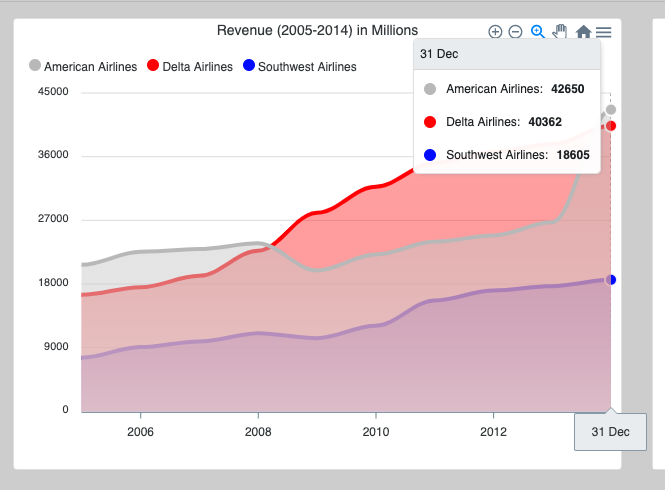 Revenue (2005-2014) in Millions
American Airlines Delta Airlines Southwest Airlines
31 Dec
American Airlines: 42650
Delta Airlines: 40362
Southwest Airlines: 18605
45000
36000
27000
18000
9000
0
2006 2008 2010 2012 31 Dec